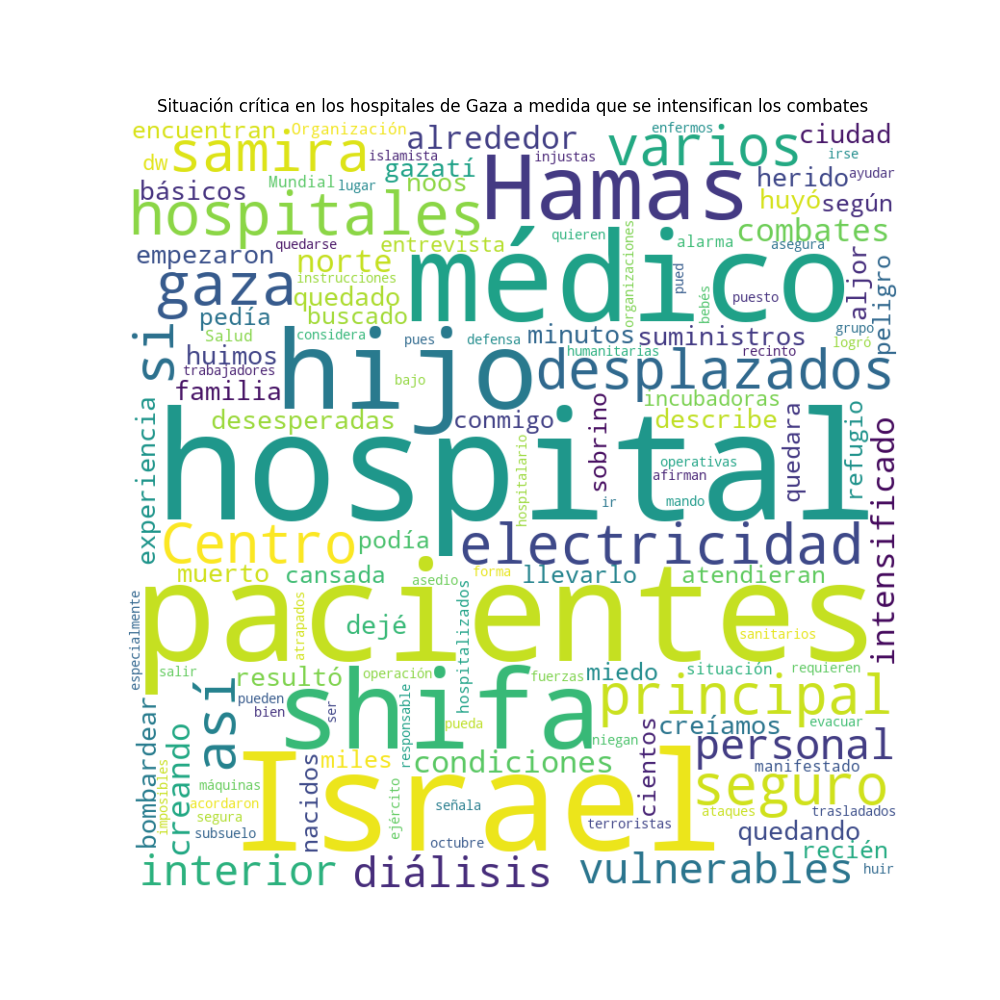 Situación crítica en los hospitales de Gaza a medida que se intensifican los combates
encuentran
Organización
alrededor
varios
enfermos
ciudad
samira
dw
islamista
injustas
irse
gazatí
noos
Mundial
lugar
básicos
Hamas
herido
ayudar
hospitales
huyó
según
quedarse
entrevista
quieren
organizaciones
alarma
combates
asegura
empezaron
norte
instrucciones
médico
pued
bebés
aljor
peligro
gaza
quedado
puesto
pedía
buscado
si
Salud
considera
pues
defensa
minutos
suministros
grupo
logró
huimos
trabajadores
hijo
humanitarias
recinto
familia
bajo
desplazados
desesperadas
conmigo
sobrino
incubadoras
describe
quedara
refugio
experiencia
hospital
hospitalario
operativas
afirman
ir
mando
intensificado
Centro
podía
electricidad
muerto
cansada
asedio
forma
llevarlo
atendieran
pacientes
especialmente
atrapados
dejé
hospitalizados
sanitarios
salir
resultó
operación
fuerzas
miedo
situación
requieren
así
pueden
bien
ser
shifa
responsable
pueda
principal
bombardear
creando
niegan
creíamos
evacuar
cientos
personal
imposibles
nacidos
miles
condiciones
manifestado
máquinas
acordaron
segura
subsuelo
Israel
ejército
señala
octubre
seguro
ataques
trasladados
terroristas
quedando
recién
interior
diálisis
vulnerables
huir